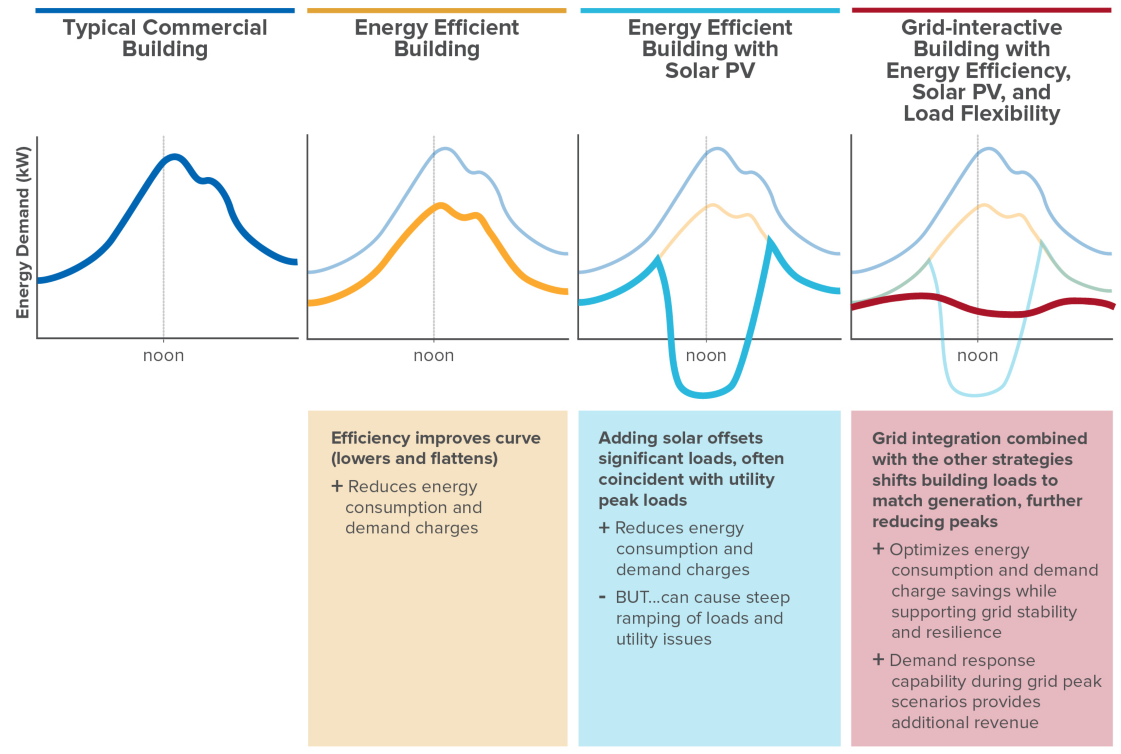 Typical Commercial
Building
Energy Efficient
Building
Energy Efficient
Building with
Solar PV
Grid-interactive
Building with
Energy Efficiency,
Solar PV, and
Load Flexibility
Energy Demand (kW)
noon
noon
noon
noon
Efficiency improves curve
(lowers and flattens)
+ Reduces energy
consumption and
demand charges
Adding solar offsets
significant loads, often
coincident with utility
peak loads
+ Reduces energy
consumption and
demand charges
- BUT...can cause steep
ramping of loads and
utility issues
Grid integration combined
with the other strategies
shifts building loads to
match generation, further
reducing peaks
+ Optimizes energy
consumption and demand
charge savings while
supporting grid stability
and resilience
+ Demand response
capability during grid peak
scenarios provides
additional revenue